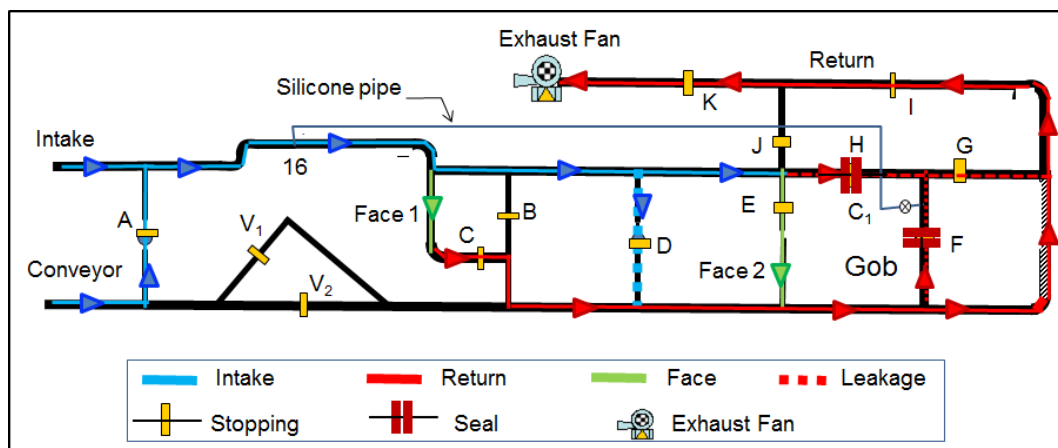 Exhaust Fan
Return
Silicone pipe
K
I
Intake
J
H
G
16
A
V1
Face 1
B
E
C1
C
D
F
Conveyor
V2
Face 2
Gob
Intake
Return
Face
Leakage
Stopping
Seal
Exhaust Fan